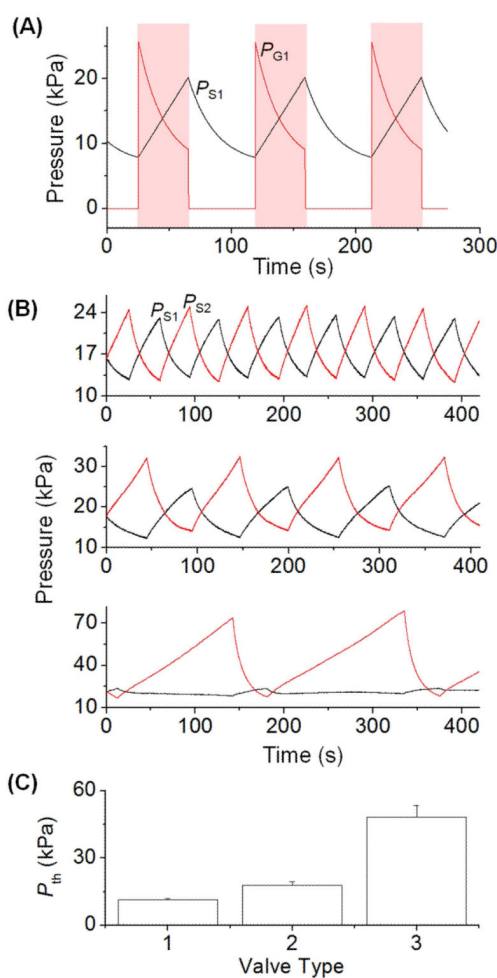 (A)
P_G1
P_S1
Pressure (kPa)
20
10
0
0 100 200 300
Time (s)
(B)
P_S1 P_S2
24
17
10
0 100 200 300 400
30
20
10
0 100 200 300 400
Pressure (kPa)
70
40
10
0 100 200 300 400
Time (s)
(C)
P_th (kPa)
60
30
0
1 2 3
Valve Type